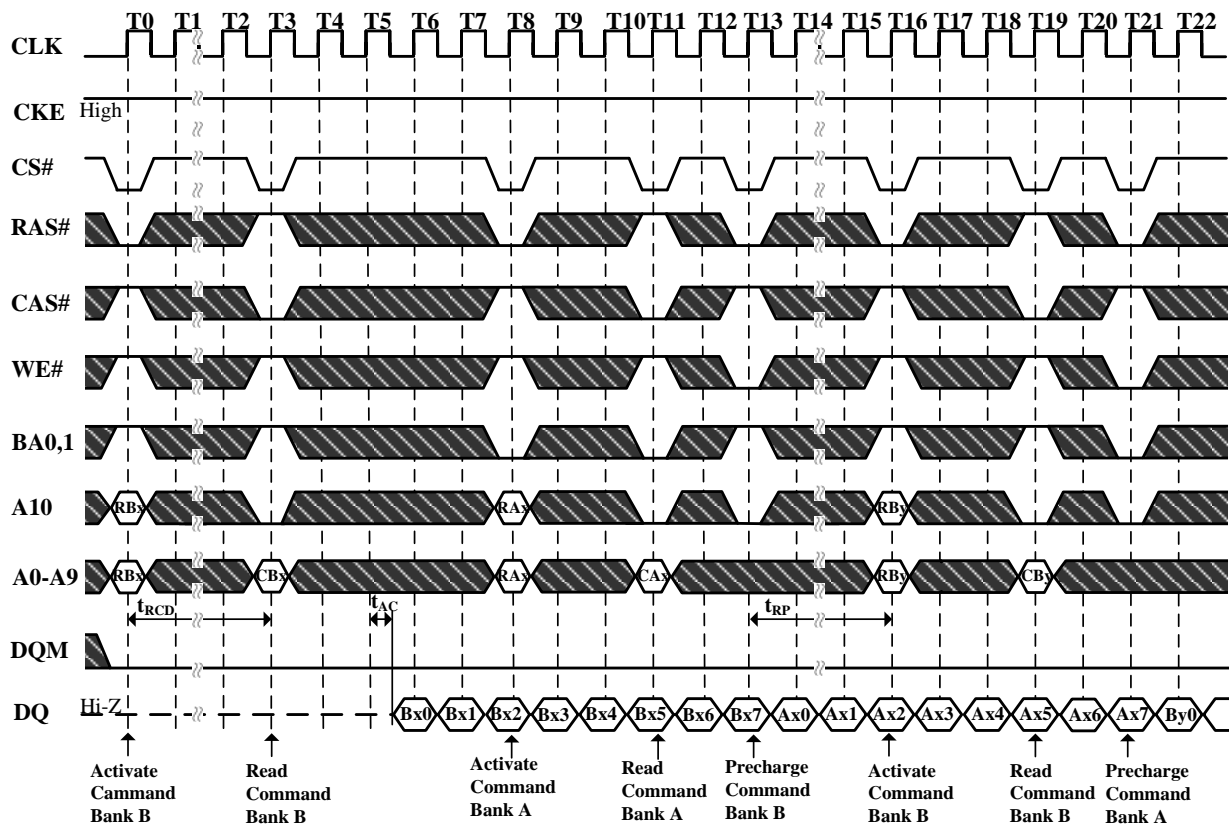 T0 T1 T2 T3 T4 T5 T6 T7 T8 T9 T10 T11 T12 T13 T14 T15 T16 T17 T18 T19 T20 T21 T22
CLK
CKE High
CS#
RAS#
CAS#
WE#
BA0,1
A10 RBx RAx RBy
A0-A9 RBx CBx RAx CAx RBy CBy
tRCD tAC tRP
DQM
DQ Hi-Z Bx0 Bx1 Bx2 Bx3 Bx4 Bx5 Bx6 Bx7 Ax0 Ax1 Ax2 Ax3 Ax4 Ax5 Ax6 Ax7 By0
Activate
Cammand
Bank B
Read
Command
Bank B
Activate
Command
Bank A
Read
Command
Bank A
Precharge
Command
Bank B
Activate
Command
Bank B
Read
Command
Bank B
Precharge
Command
Bank A